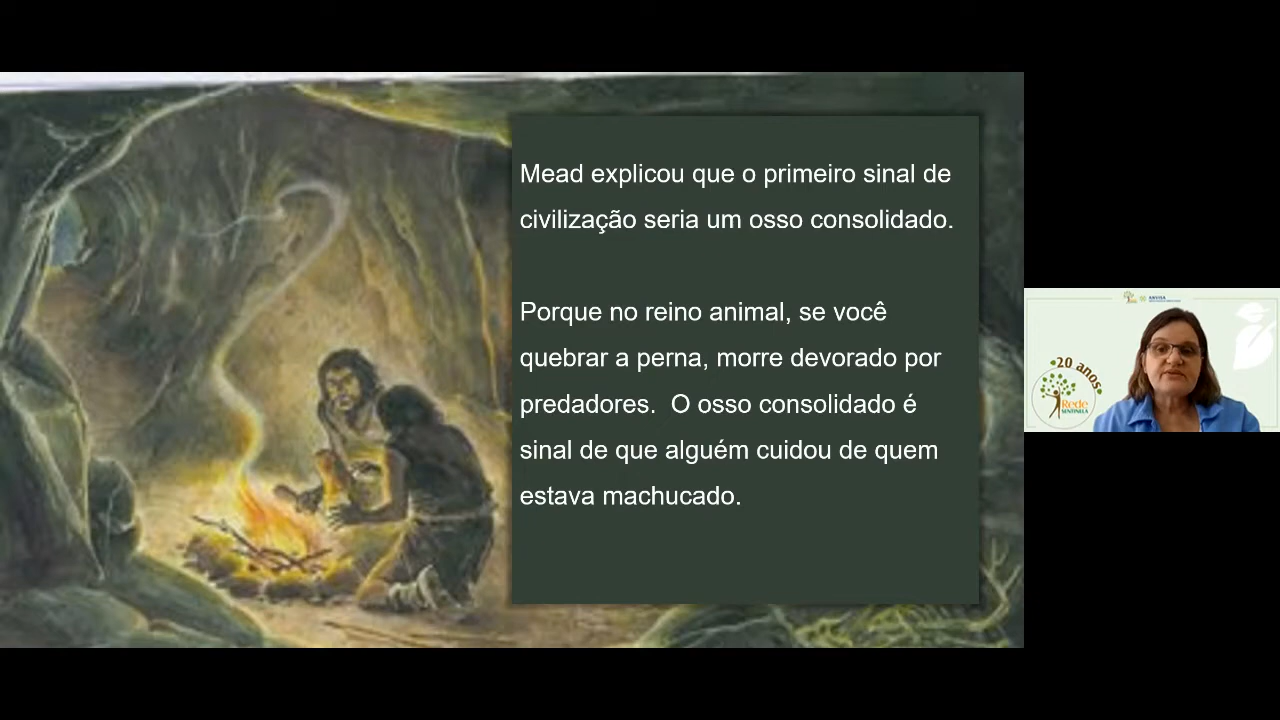 Mead explicou que o primeiro sinal de
civilização seria um osso consolidado.
Porque no reino animal, se você
quebrar a perna, morre devorado por
predadores.  O osso consolidado é
sinal de que alguém cuidou de quem
estava machucado.
ANVISA
20 anos
Rede
SENTINELA